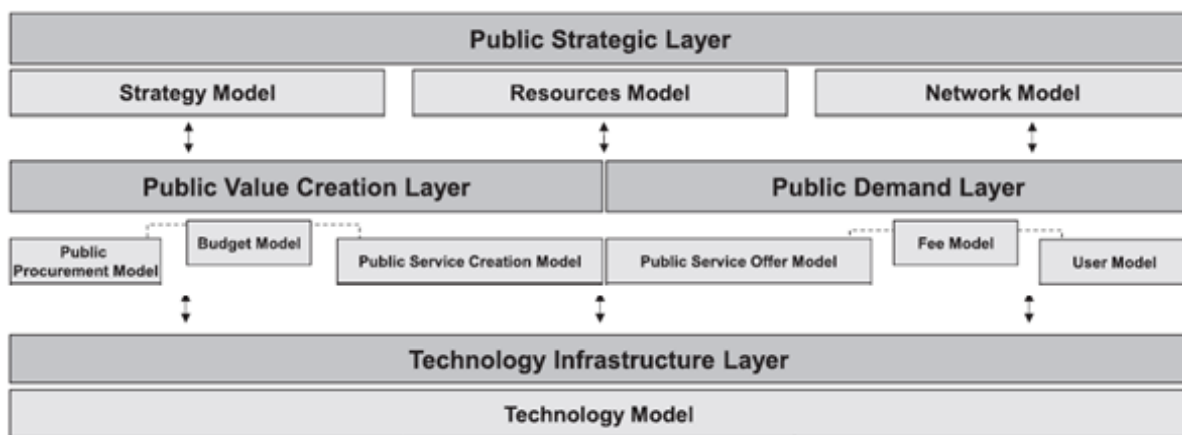 Public Strategic Layer
Strategy Model
Resources Model
Network Model
Public Value Creation Layer
Public Demand Layer
Public
Procurement Model
Budget Model
Public Service Creation Model
Public Service Offer Model
Fee Model
User Model
Technology Infrastructure Layer
Technology Model